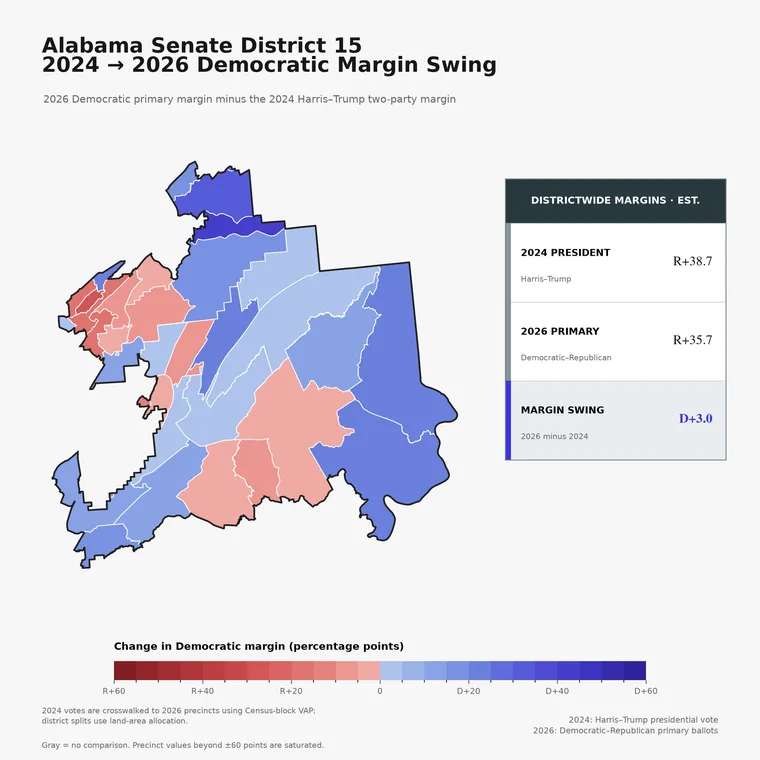 Alabama Senate District 15
2024 → 2026 Democratic Margin Swing
2026 Democratic primary margin minus the 2024 Harris–Trump two-party margin
DISTRICTWIDE MARGINS · EST.
2024 PRESIDENT
R+38.7
Harris–Trump
2026 PRIMARY
R+35.7
Democratic–Republican
MARGIN SWING
D+3.0
2026 minus 2024
Change in Democratic margin (percentage points)
R+60 R+40 R+20 0 D+20 D+40 D+60
2024 votes are crosswalked to 2026 precincts using Census-block VAP;
district splits use land-area allocation.
Gray = no comparison. Precinct values beyond ±60 points are saturated.
2024: Harris–Trump presidential vote
2026: Democratic–Republican primary ballots